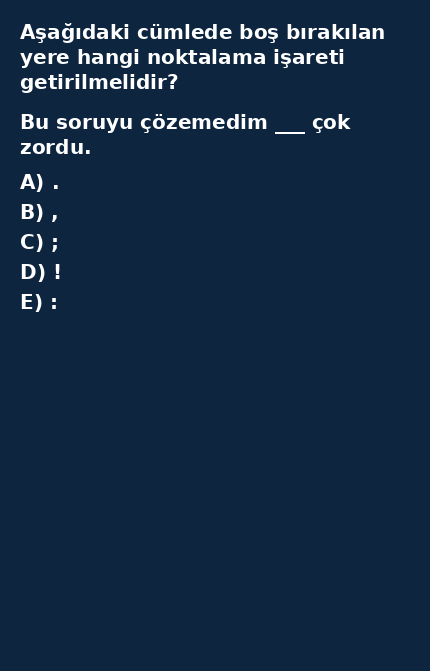 Aşağıdaki cümlede boş bırakılan
yere hangi noktalama işareti
getirilmelidir?
Bu soruyu çözemedim ___ çok
zordu.
A) .
B) ,
C) ;
D) !
E) :